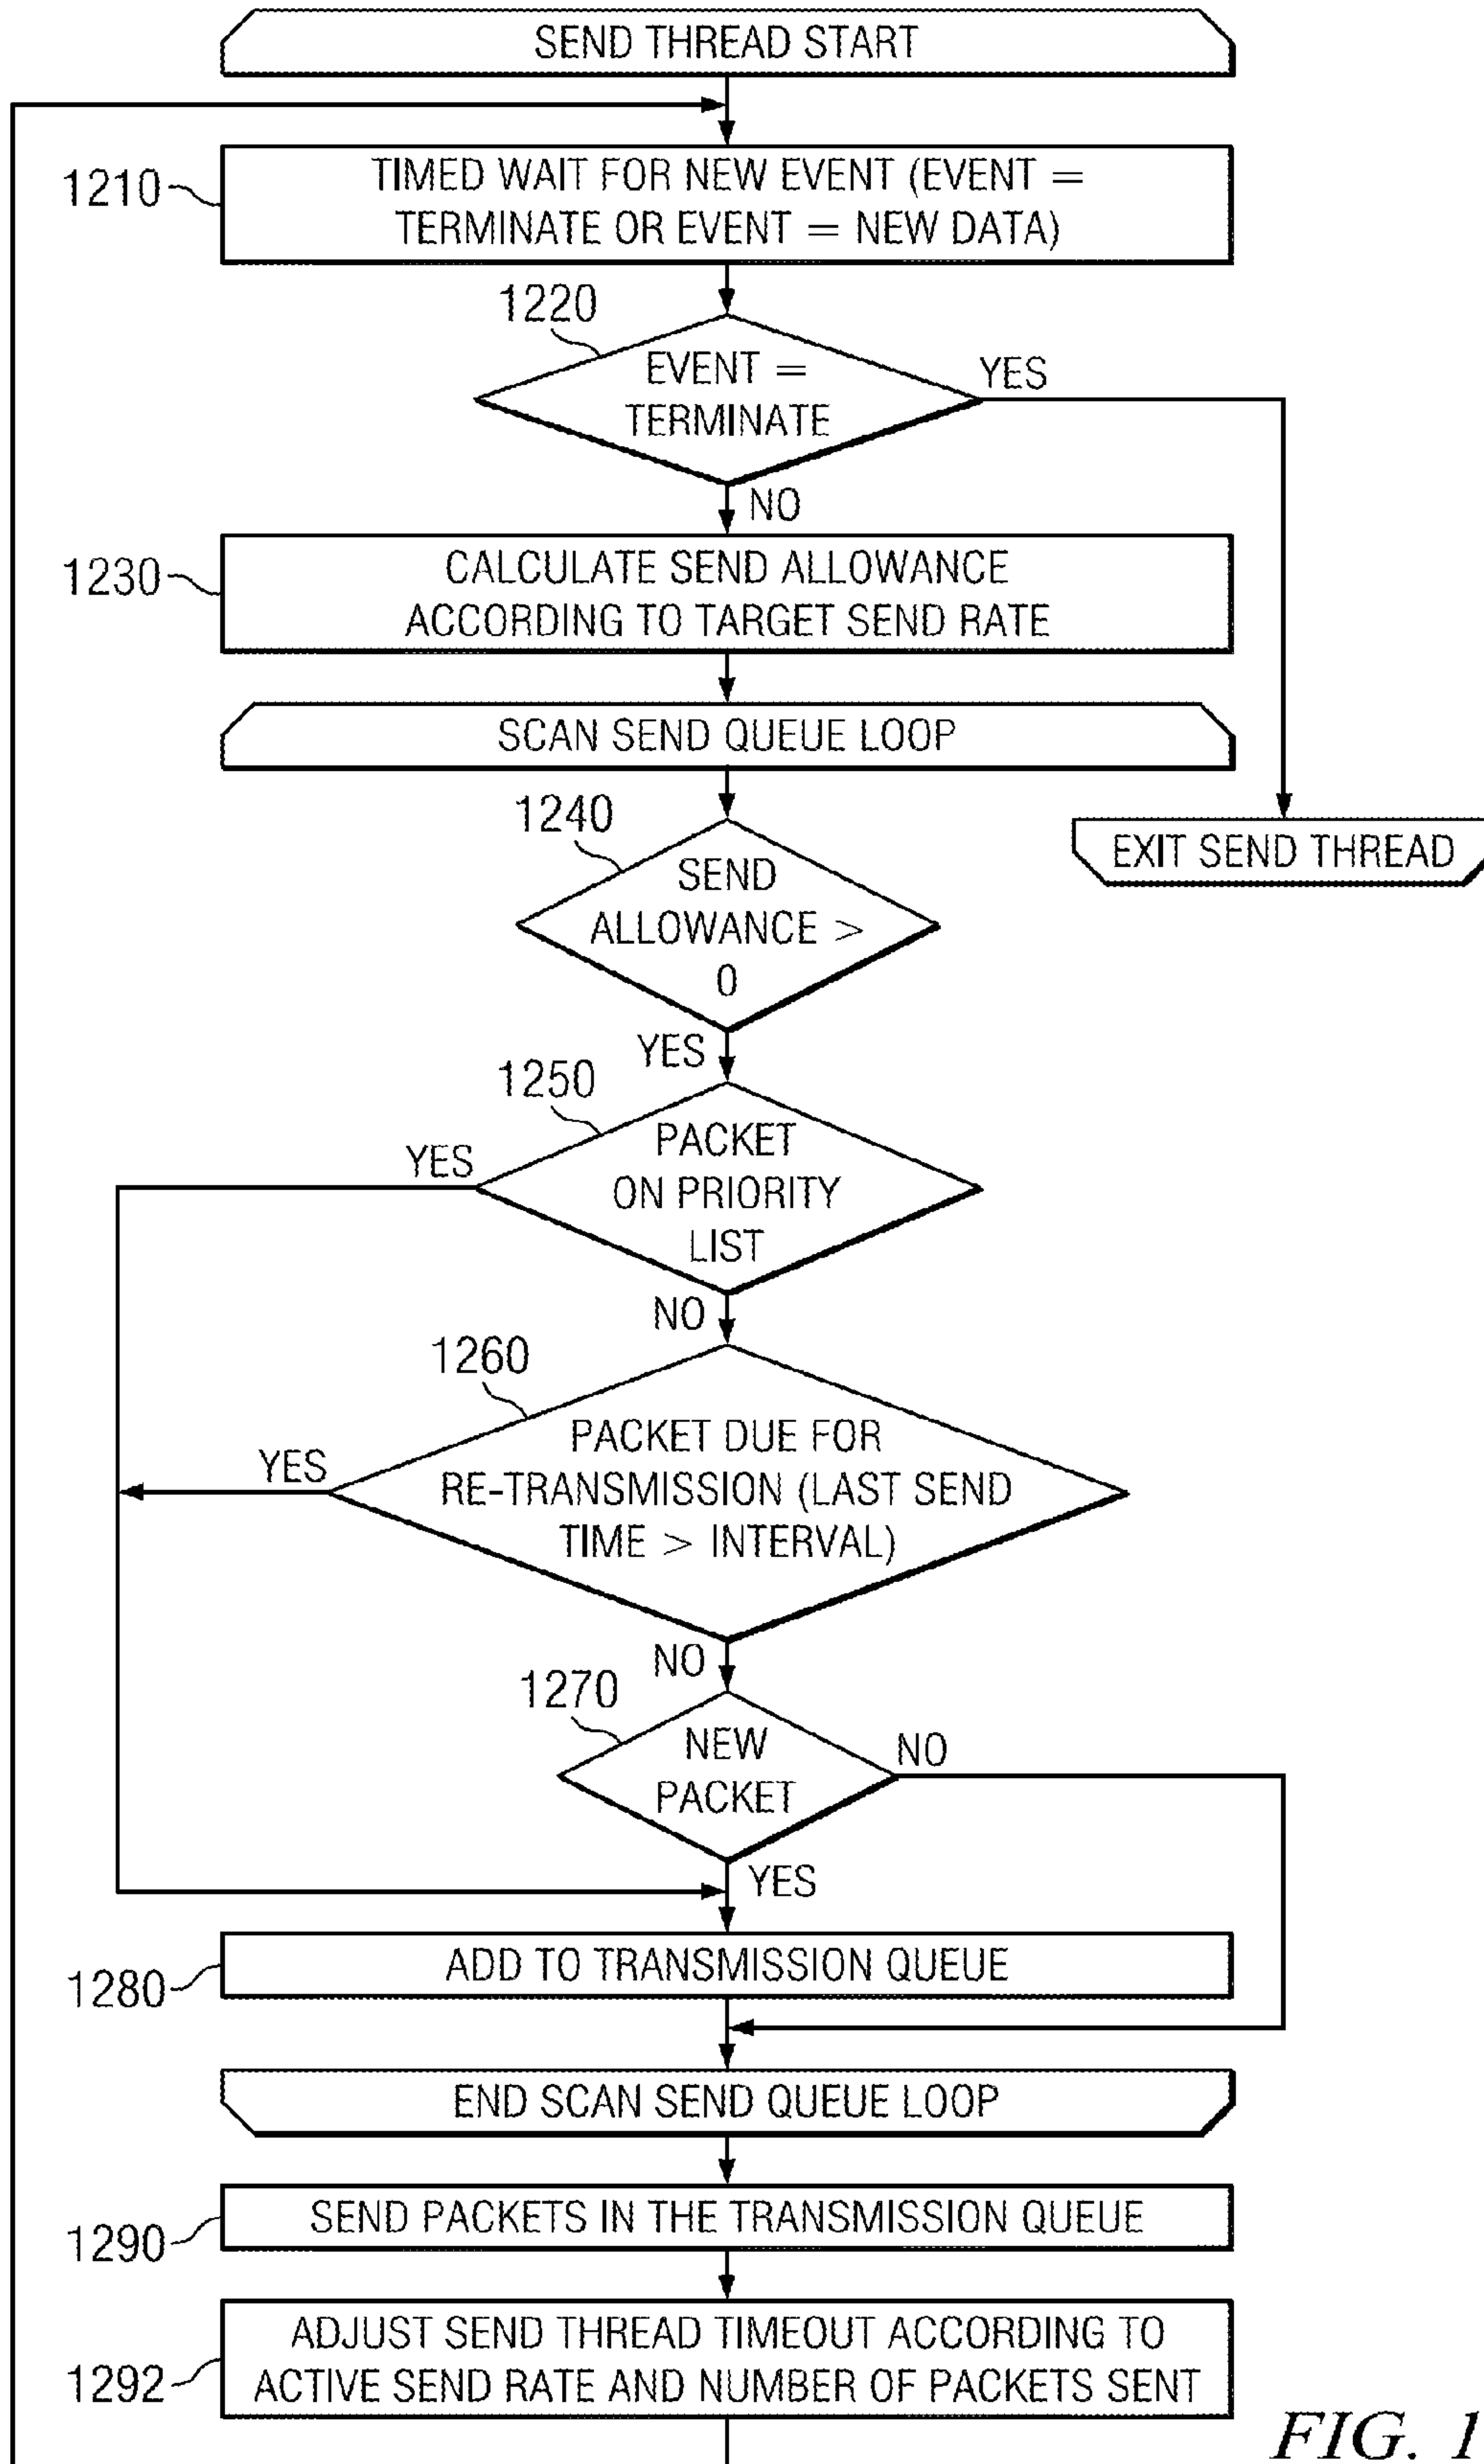 SEND THREAD START
1210
TIMED WAIT FOR NEW EVENT (EVENT =
TERMINATE OR EVENT = NEW DATA)
1220
EVENT =
TERMINATE
YES
NO
1230
CALCULATE SEND ALLOWANCE
ACCORDING TO TARGET SEND RATE
SCAN SEND QUEUE LOOP
1240
SEND
ALLOWANCE >
0
EXIT SEND THREAD
YES
1250
PACKET
ON PRIORITY
LIST
YES
NO
1260
PACKET DUE FOR
RE-TRANSMISSION (LAST SEND
TIME > INTERVAL)
YES
NO
1270
NEW
PACKET
NO
YES
1280
ADD TO TRANSMISSION QUEUE
END SCAN SEND QUEUE LOOP
1290
SEND PACKETS IN THE TRANSMISSION QUEUE
1292
ADJUST SEND THREAD TIMEOUT ACCORDING TO
ACTIVE SEND RATE AND NUMBER OF PACKETS SENT
FIG. 1